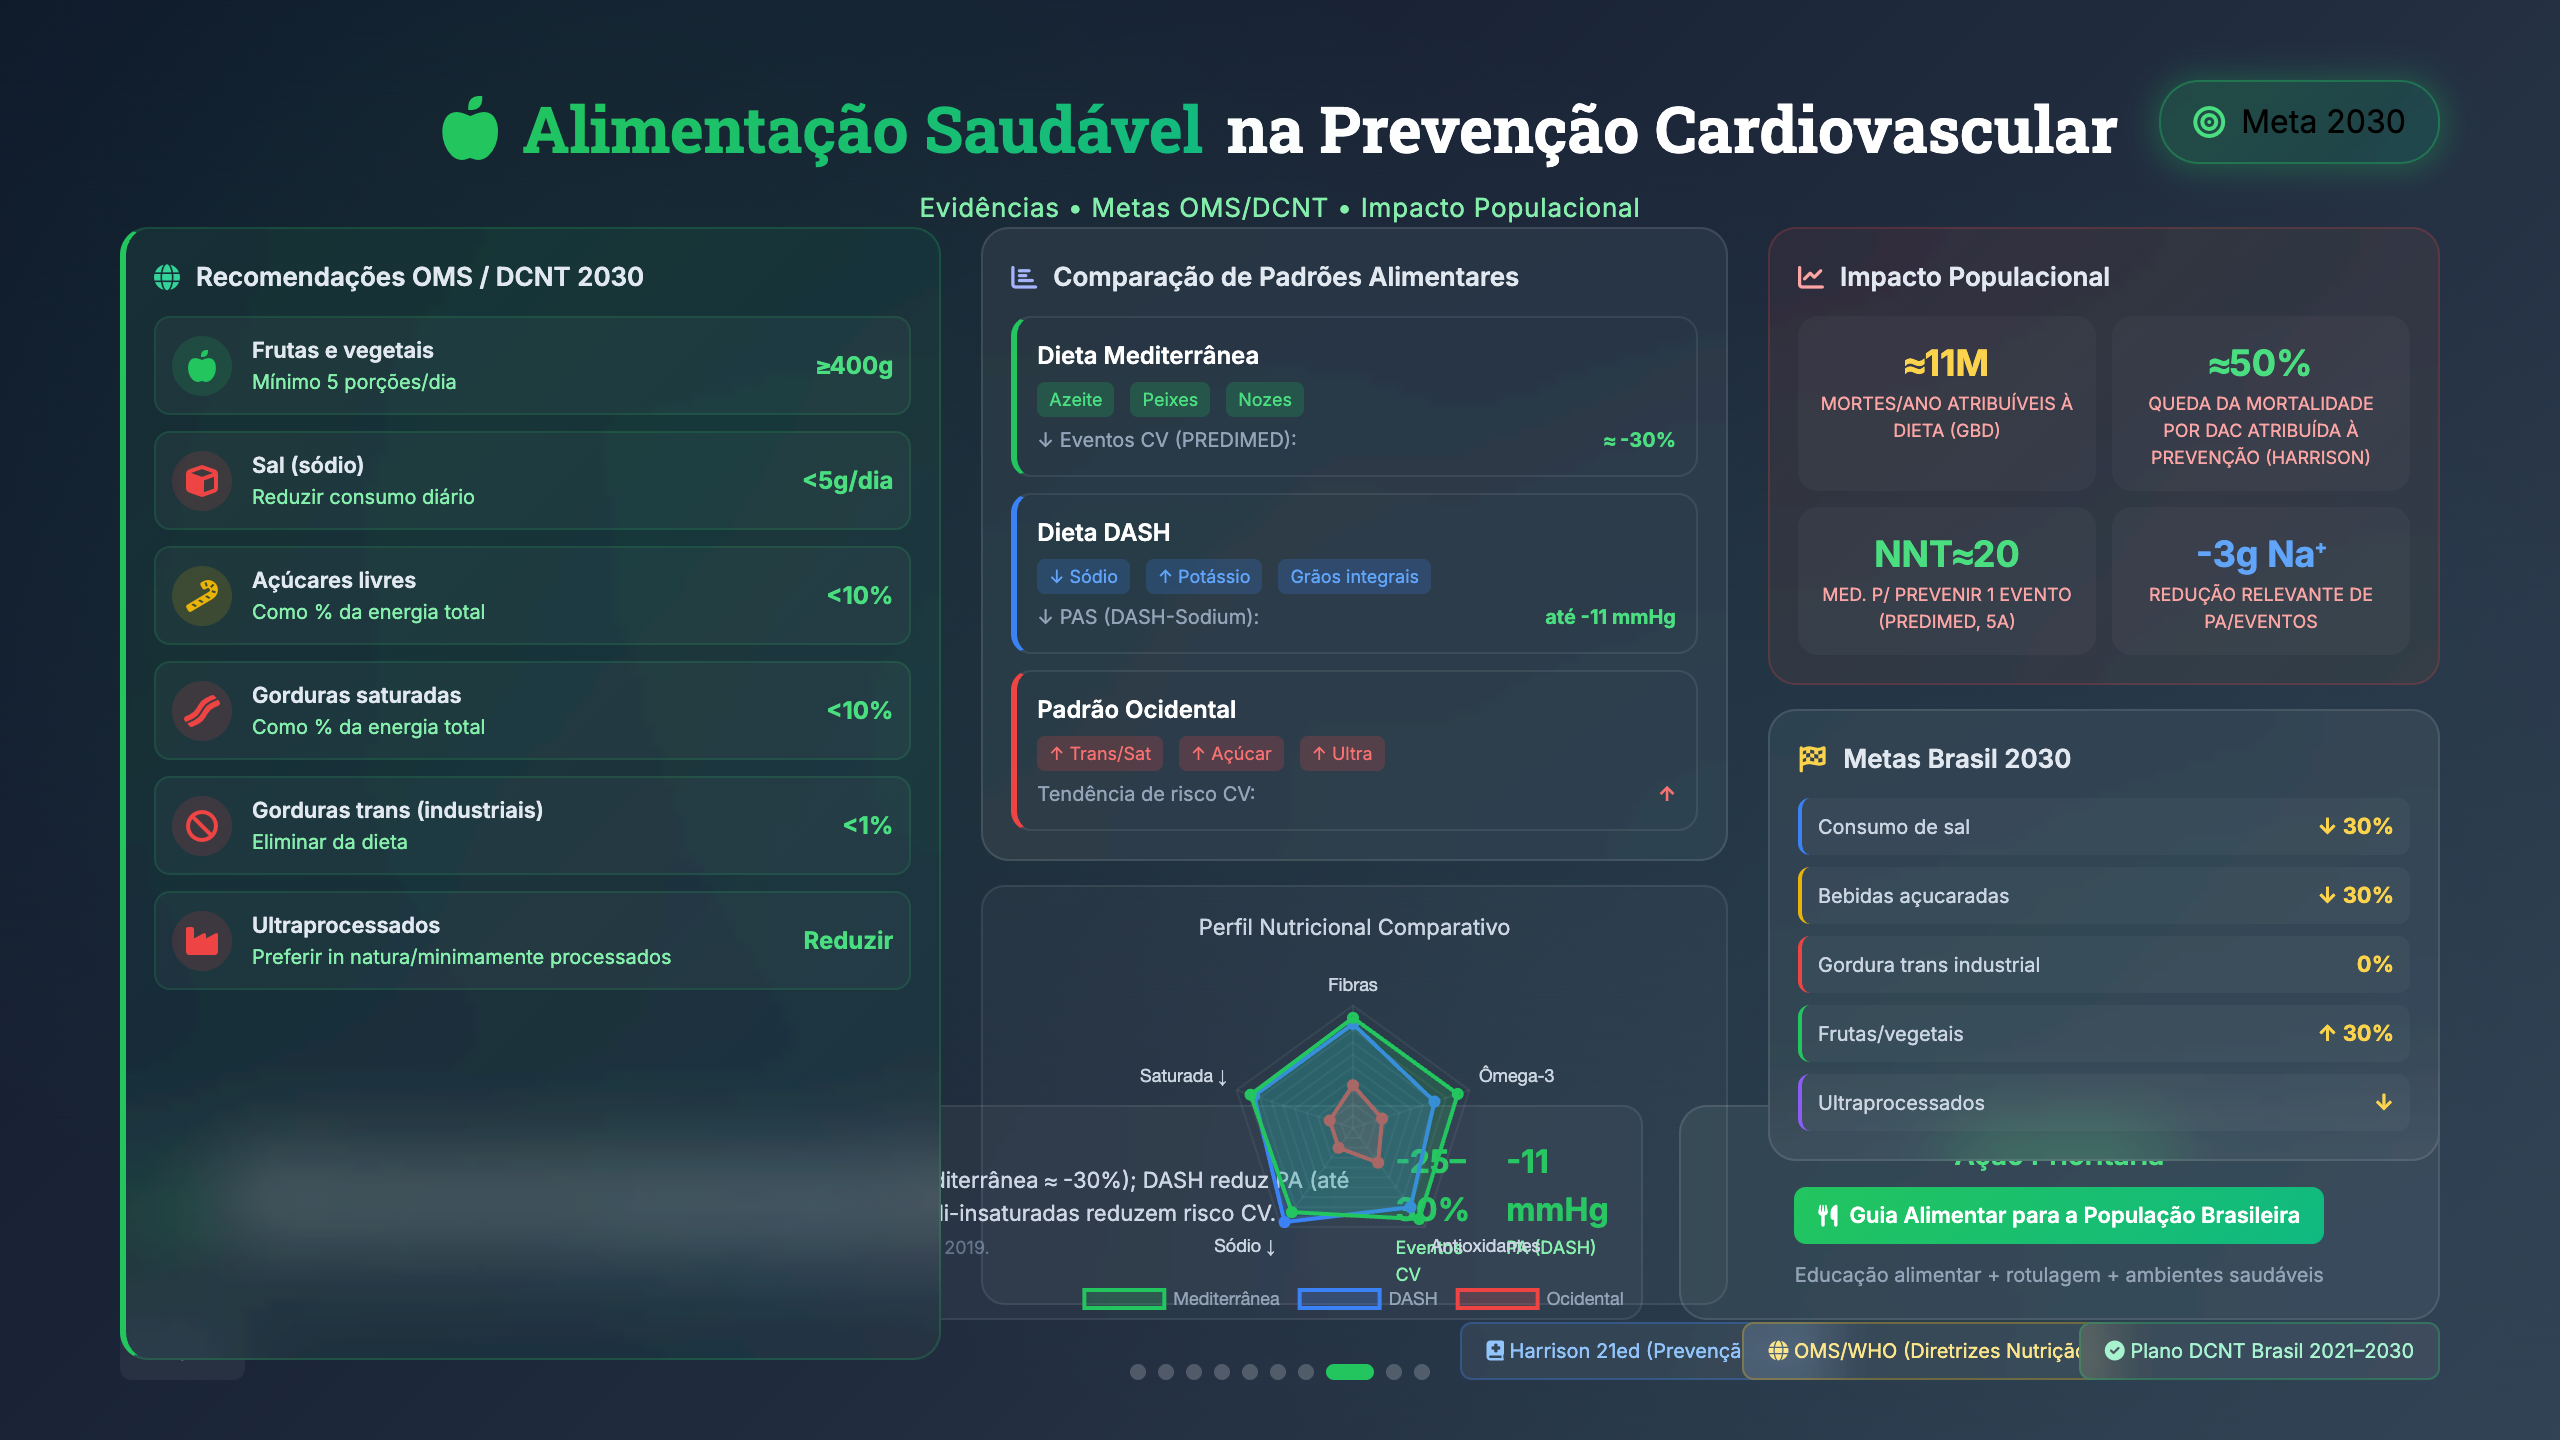 Alimentação Saudável na Prevenção Cardiovascular
Meta 2030
Evidências • Metas OMS/DCNT • Impacto Populacional
Recomendações OMS / DCNT 2030
Frutas e vegetais
Mínimo 5 porções/dia
≥400g
Sal (sódio)
Reduzir consumo diário
<5g/dia
Açúcares livres
Como % da energia total
<10%
Gorduras saturadas
Como % da energia total
<10%
Gorduras trans (industriais)
Eliminar da dieta
<1%
Ultraprocessados
Preferir in natura/minimamente processados
Reduzir
Comparação de Padrões Alimentares
Dieta Mediterrânea
Azeite Peixes Nozes
↓ Eventos CV (PREDIMED): ≈ -30%
Dieta DASH
↓ Sódio ↑ Potássio Grãos integrais
↓ PAS (DASH-Sodium): até -11 mmHg
Padrão Ocidental
↑ Trans/Sat ↑ Açúcar ↑ Ultra
Tendência de risco CV: ↑
Perfil Nutricional Comparativo
Fibras
Ômega-3
Antioxidantes
Sódio ↓
Saturada ↓
Mediterrânea DASH Ocidental
≈ -30%); DASH reduz PA (até
reduzem risco CV.
2019.
-25–
30%
Eventos
CV
-11
mmHg
PA (DASH)
Impacto Populacional
≈11M
MORTES/ANO ATRIBUÍVEIS À
DIETA (GBD)
≈50%
QUEDA DA MORTALIDADE
POR DAC ATRIBUÍDA À
PREVENÇÃO (HARRISON)
NNT≈20
MED. P/ PREVENIR 1 EVENTO
(PREDIMED, 5A)
-3g Na⁺
REDUÇÃO RELEVANTE DE
PA/EVENTOS
Metas Brasil 2030
Consumo de sal ↓ 30%
Bebidas açucaradas ↓ 30%
Gordura trans industrial 0%
Frutas/vegetais ↑ 30%
Ultraprocessados ↓
Ação Prioritária
Guia Alimentar para a População Brasileira
Educação alimentar + rotulagem + ambientes saudáveis
Harrison 21ed (Prevençã
OMS/WHO (Diretrizes Nutriçã
Plano DCNT Brasil 2021–2030